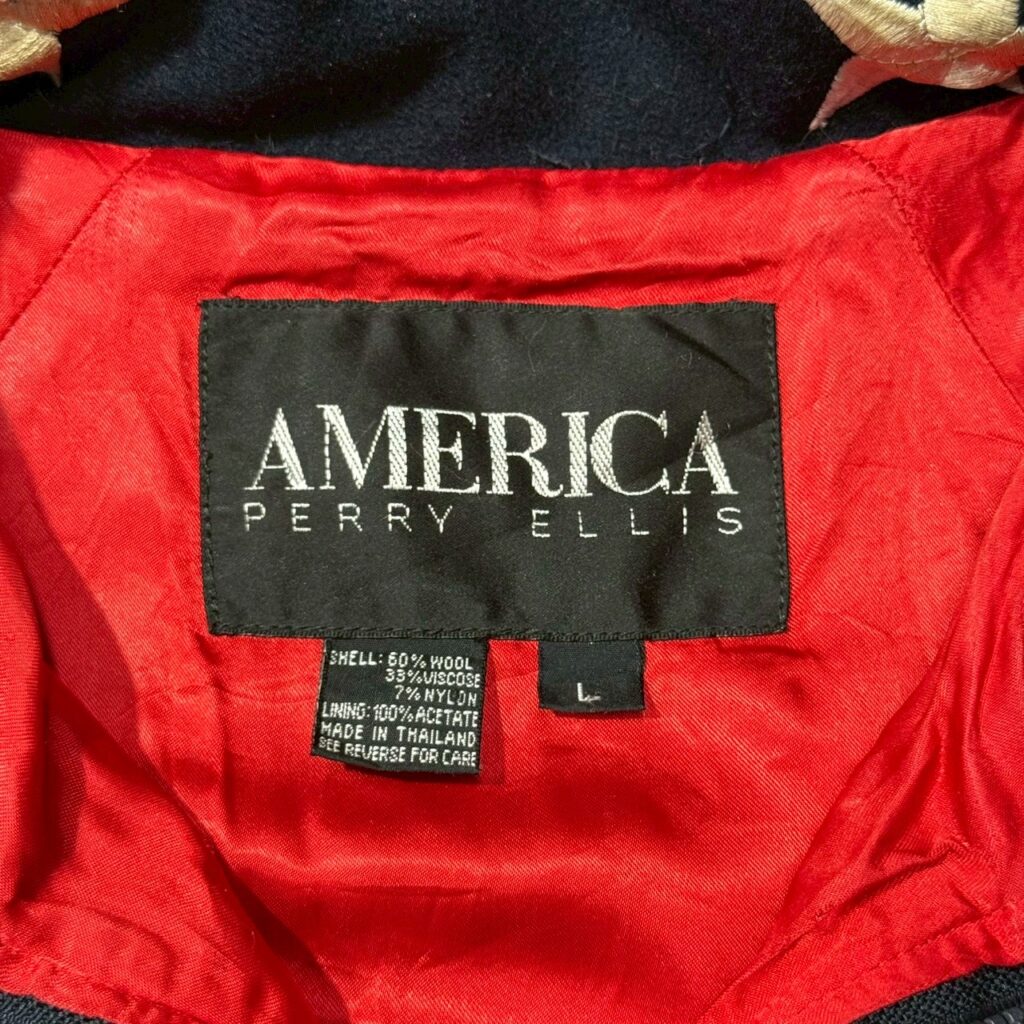 AMERICA
PERRY ELLIS
SHELL: 60% WOOL
33% VISCOSE
7% NYLON
LINING: 100% ACETATE
MADE IN THAILAND
SEE REVERSE FOR CARE
L